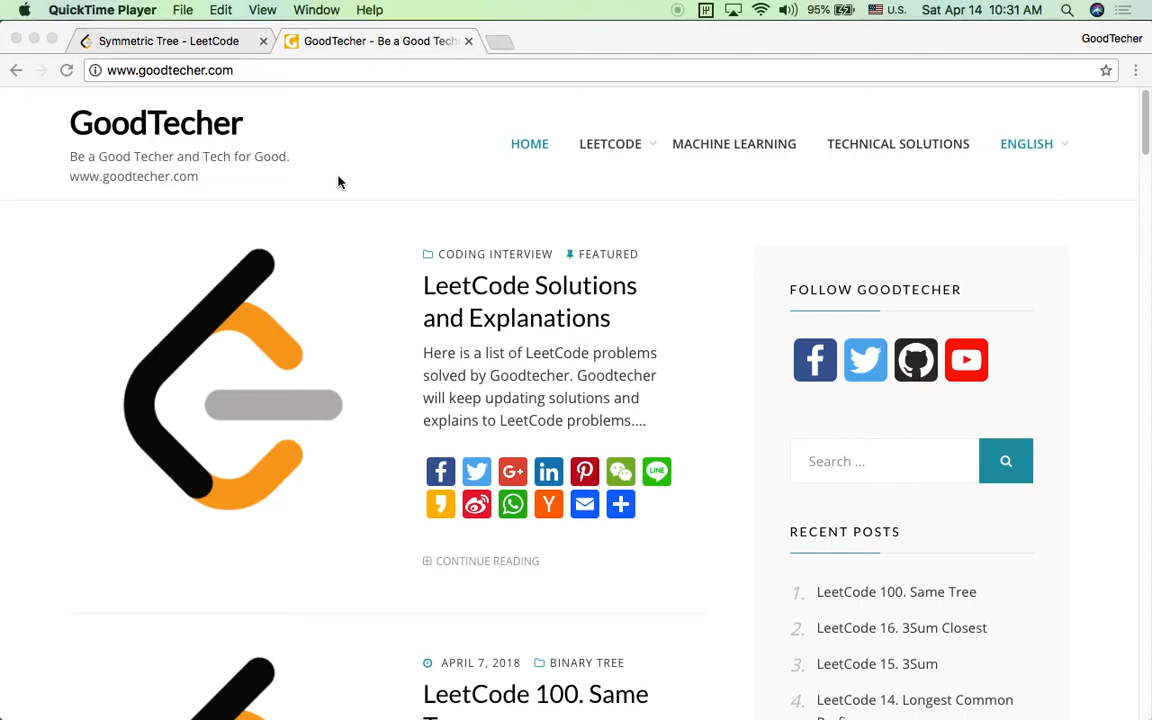 QuickTime Player File Edit View Window Help 95% U.S. Sat Apr 14 10:31 AM
Symmetric Tree - LeetCode GoodTecher - Be a Good Tech GoodTecher
www.goodtecher.com
GoodTecher
Be a Good Techer and Tech for Good.
www.goodtecher.com
HOME LEETCODE MACHINE LEARNING TECHNICAL SOLUTIONS ENGLISH
CODING INTERVIEW FEATURED
LeetCode Solutions
and Explanations
Here is a list of LeetCode problems
solved by Goodtecher. Goodtecher
will keep updating solutions and
explains to LeetCode problems....
CONTINUE READING
APRIL 7, 2018 BINARY TREE
LeetCode 100. Same
FOLLOW GOODTECHER
Search ...
RECENT POSTS
1. LeetCode 100. Same Tree
2. LeetCode 16. 3Sum Closest
3. LeetCode 15. 3Sum
4. LeetCode 14. Longest Common